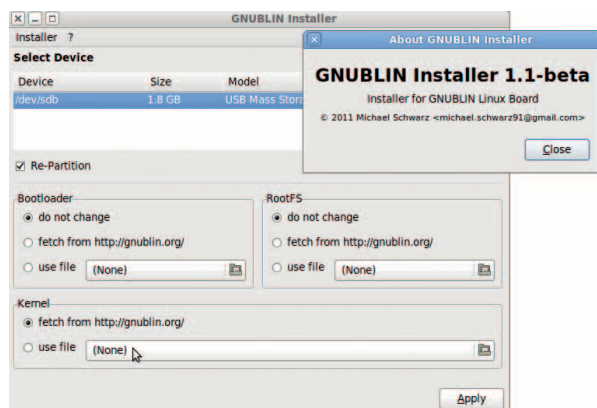 GNUBLIN Installer
Installer ?
About GNUBLIN Installer
GNUBLIN Installer 1.1-beta
Installer for GNUBLIN Linux Board
© 2011 Michael Schwarz <michael.schwarz91@gmail.com>
Close
Select Device
Device Size Model
/dev/sdb 1.8 GB USB Mass
Re-Partition
Bootloader
do not change
fetch from http://gnublin.org/
use file (None)
RootFS
do not change
fetch from http://gnublin.org/
use file (None)
Kernel
fetch from http://gnublin.org/
use file (None)
Apply